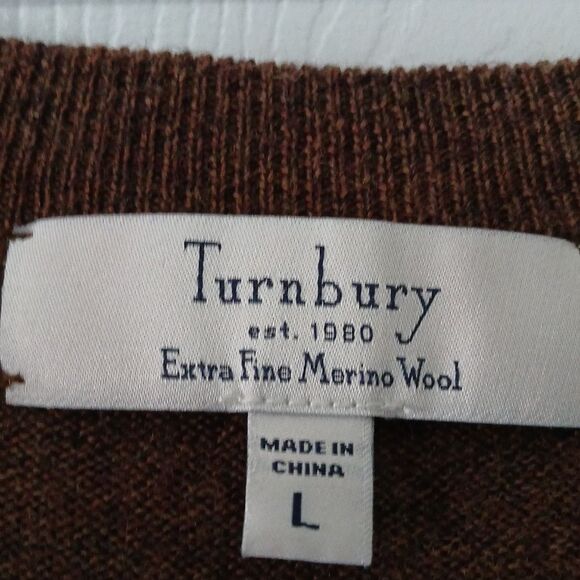 Turnbury
est. 1980
Extra Fine Merino Wool
MADE IN
CHINA
L